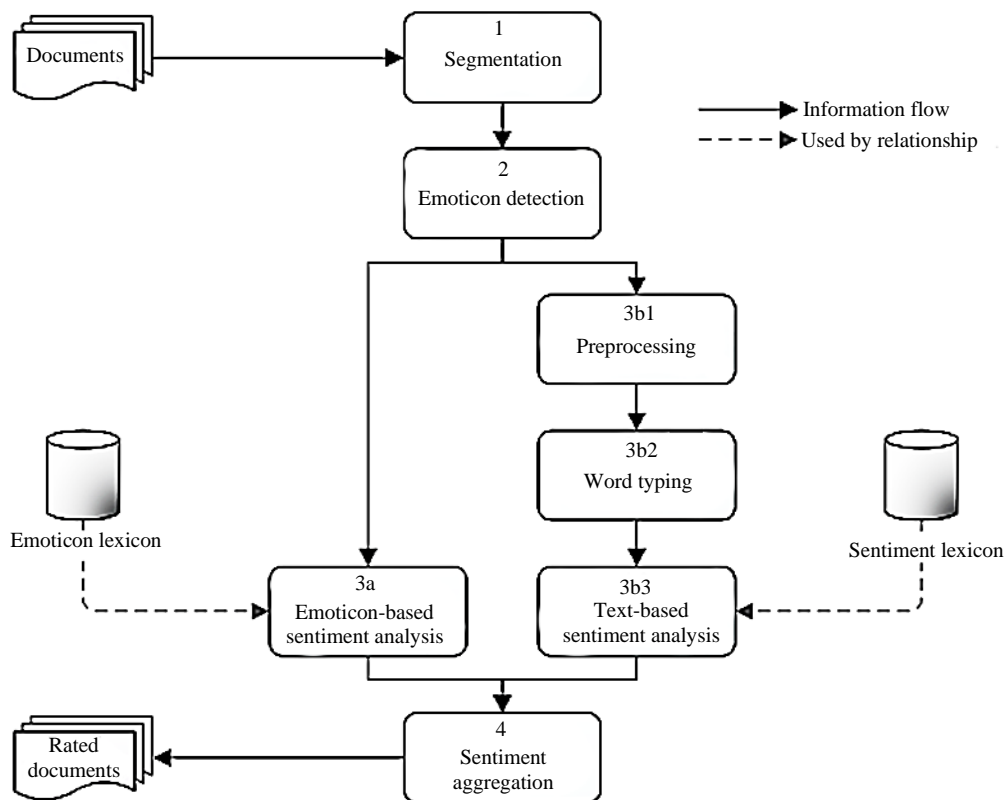 Documents
1
Segmentation
Information flow
Used by relationship
2
Emoticon detection
3b1
Preprocessing
3b2
Word typing
Emoticon lexicon
Sentiment lexicon
3a
Emoticon-based
sentiment analysis
3b3
Text-based
sentiment analysis
4
Sentiment
aggregation
Rated
documents